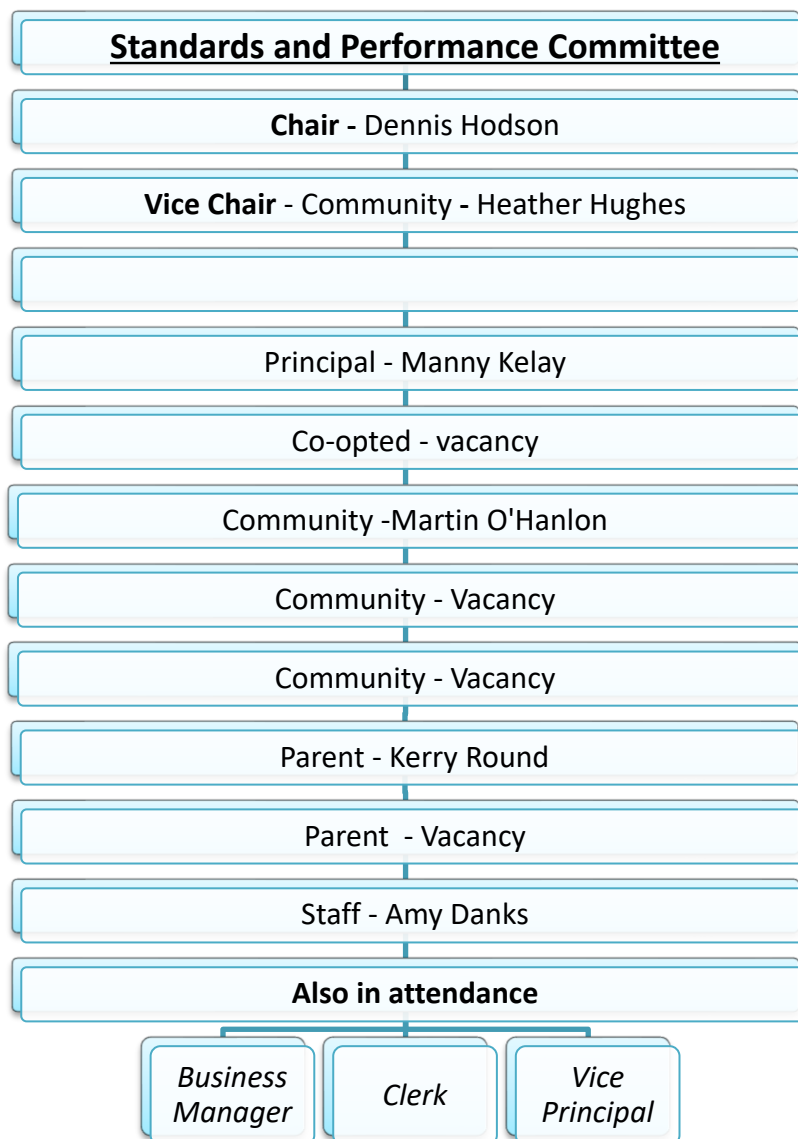 Standards and Performance Committee
Chair - Dennis Hodson
Vice Chair - Community - Heather Hughes
Principal - Manny Kelay
Co-opted - vacancy
Community -Martin O'Hanlon
Community - Vacancy
Community - Vacancy
Parent - Kerry Round
Parent  - Vacancy
Staff - Amy Danks
Also in attendance
Business
Manager
Clerk
Vice
Principal